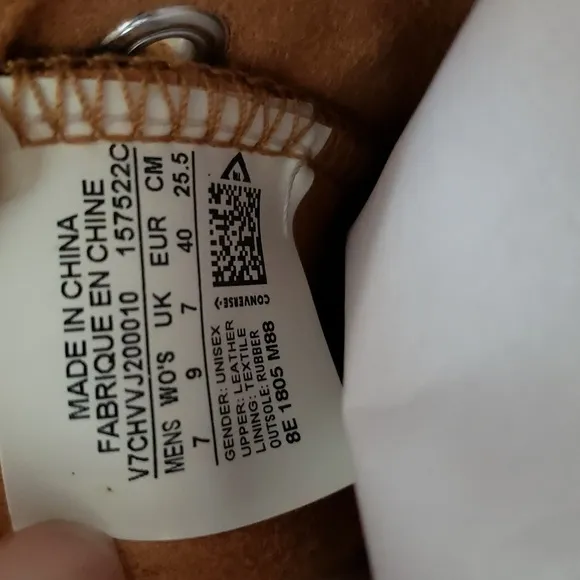 MADE IN CHINA
FABRIQUE EN CHINE
V7CHVVJ200010 157522C
MENS WO'S UK EUR CM
7 9 7 40 25.5
CONVERSE
GENDER: UNISEX
UPPER: LEATHER
LINING: TEXTILE
OUTSOLE: RUBBER
8E 1805 M88